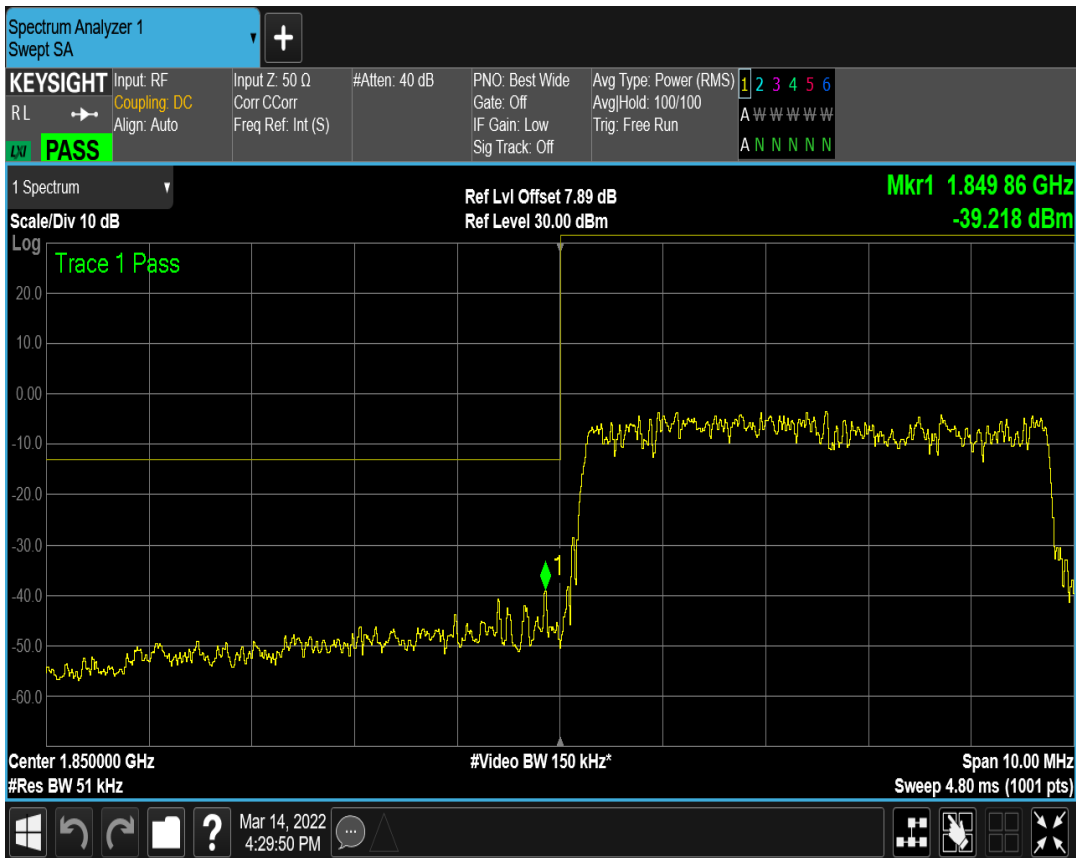 Spectrum Analyzer 1
Swept SA
+
KEYSIGHT
RL
LXI PASS
Input: RF
Coupling: DC
Align: Auto
Input Z: 50 Ω
Corr CCorr
Freq Ref: Int (S)
#Atten: 40 dB
PNO: Best Wide
Gate: Off
IF Gain: Low
Sig Track: Off
Avg Type: Power (RMS)
Avg|Hold: 100/100
Trig: Free Run
1 2 3 4 5 6
A W W W W W
A N N N N N
1 Spectrum
Scale/Div 10 dB
Ref Lvl Offset 7.89 dB
Ref Level 30.00 dBm
Mkr1 1.849 86 GHz
-39.218 dBm
Log
Trace 1 Pass
20.0
10.0
0.00
-10.0
-20.0
-30.0
-40.0
-50.0
-60.0
1
Center 1.850000 GHz
#Res BW 51 kHz
#Video BW 150 kHz*
Span 10.00 MHz
Sweep 4.80 ms (1001 pts)
?
Mar 14, 2022
4:29:50 PM